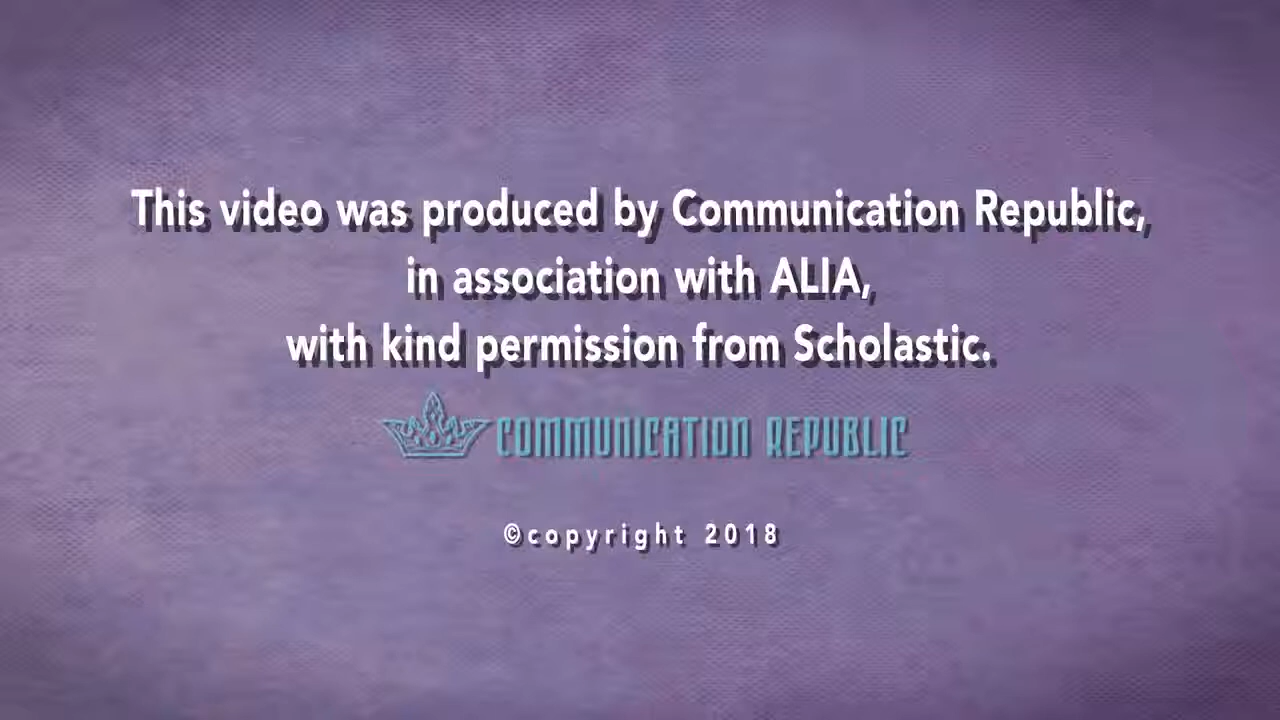 This video was produced by Communication Republic,
in association with ALIA,
with kind permission from Scholastic.
COMMUNICATION REPUBLIC
©copyright 2018